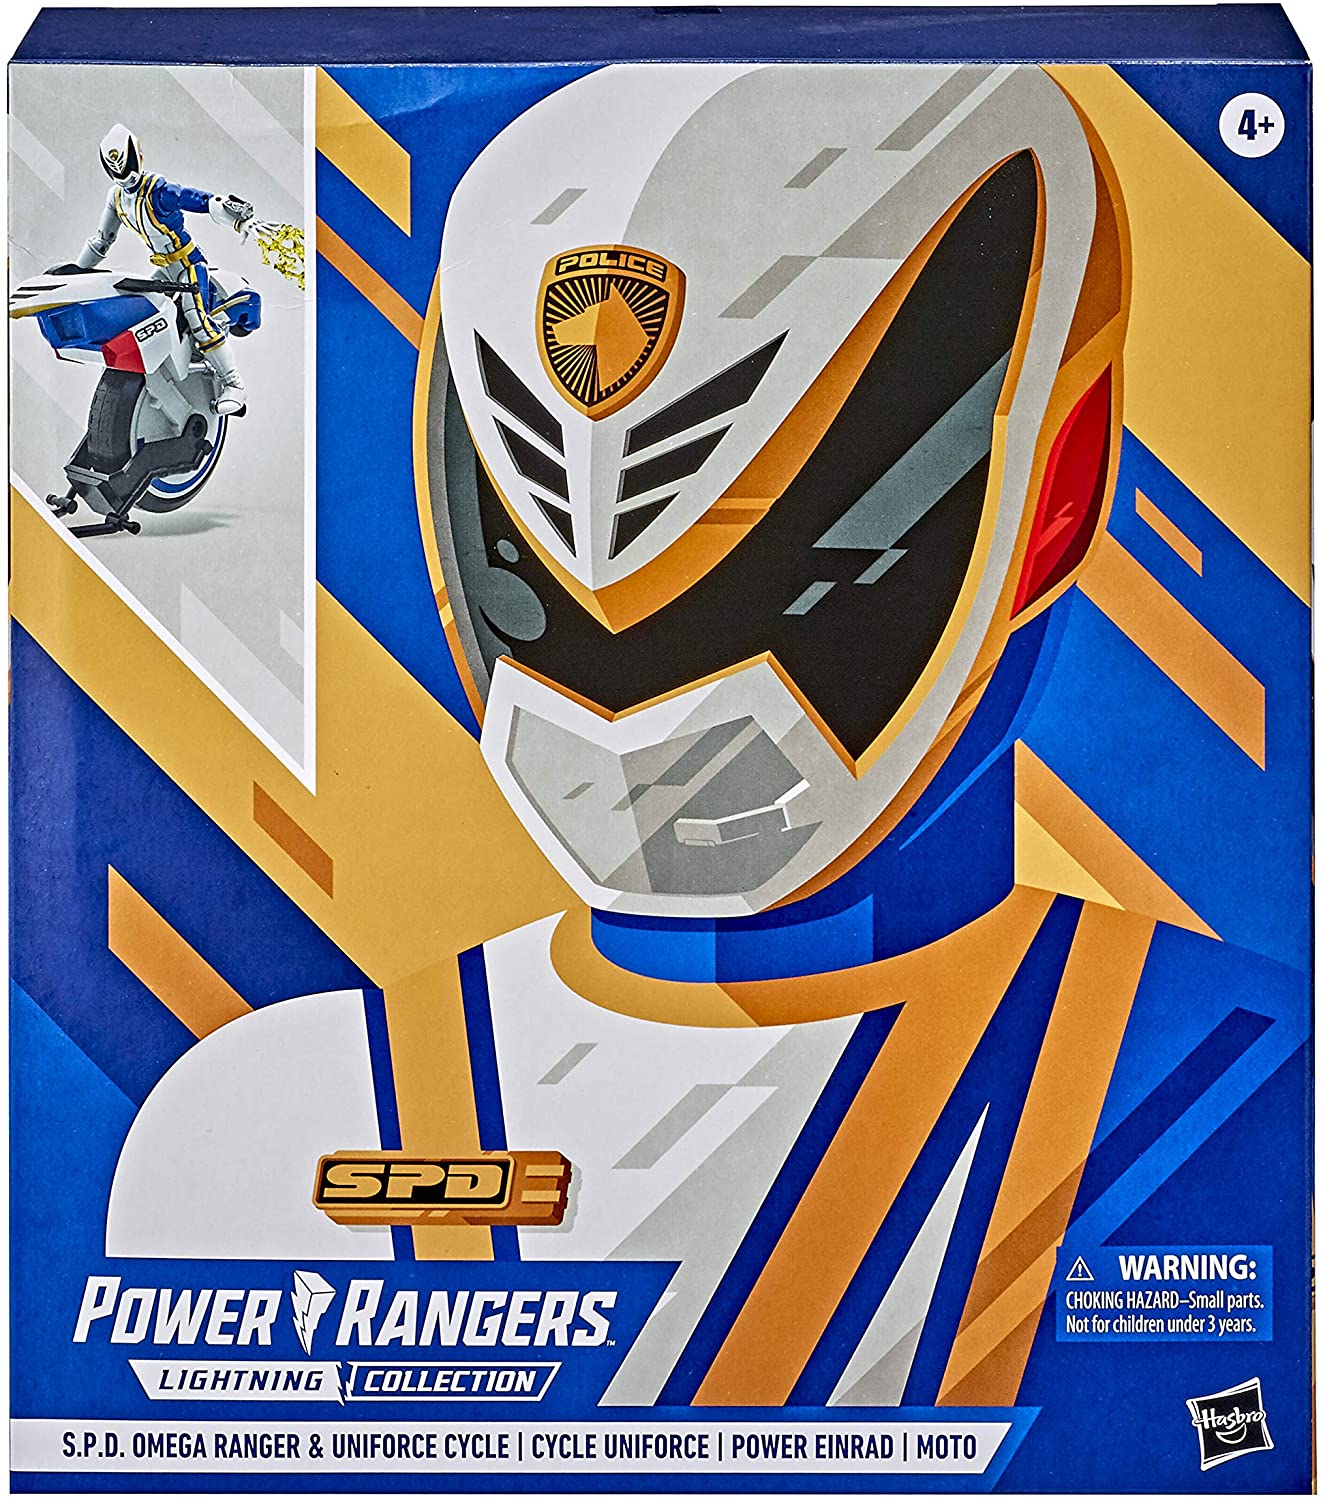 4+
POLICE
SPD
SPD
POWER RANGERS™
LIGHTNING COLLECTION
WARNING:
CHOKING HAZARD–Small parts.
Not for children under 3 years.
S.P.D. OMEGA RANGER & UNIFORCE CYCLE | CYCLE UNIFORCE | POWER EINRAD | MOTO
Hasbro